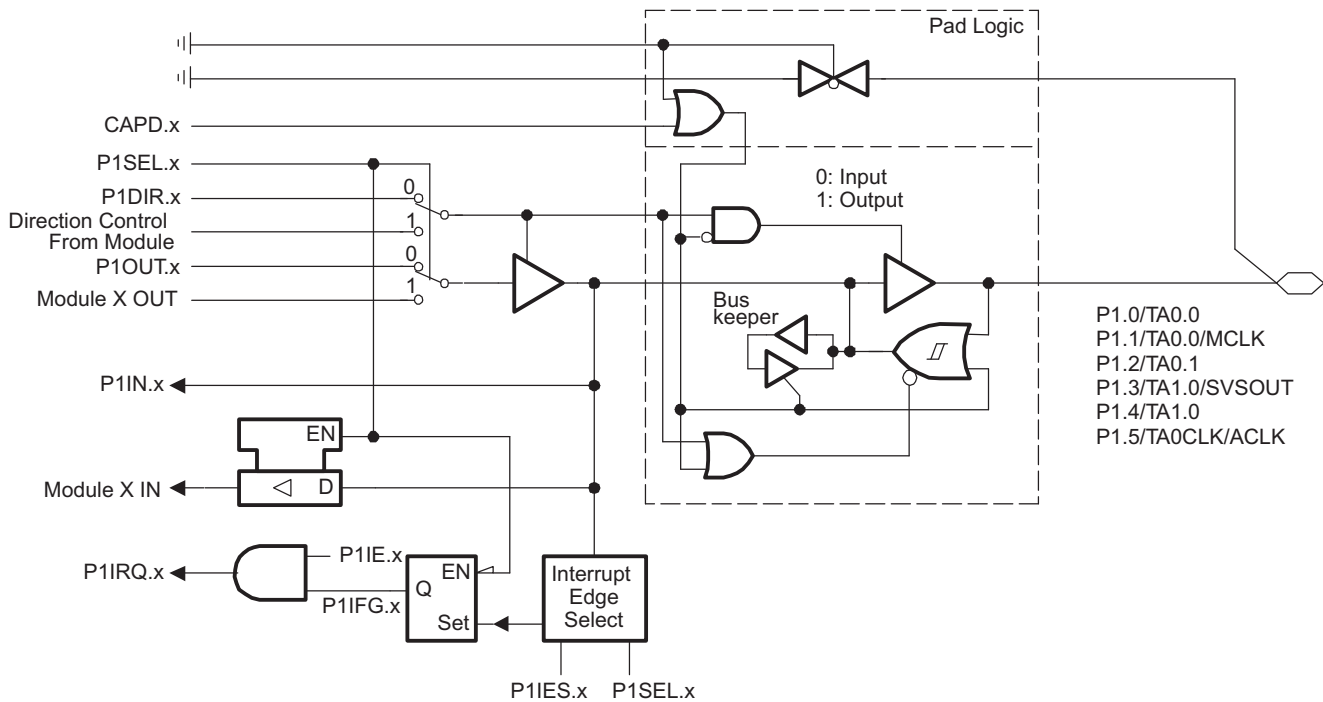 Pad Logic
CAPD.x
P1SEL.x
P1DIR.x
0
Direction Control
From Module
1
P1OUT.x
0
Module X OUT
1
0: Input
1: Output
Bus
keeper
P1.0/TA0.0
P1.1/TA0.0/MCLK
P1.2/TA0.1
P1.3/TA1.0/SVSOUT
P1.4/TA1.0
P1.5/TA0CLK/ACLK
P1IN.x
EN
Module X IN
D
P1IRQ.x
P1IE.x
P1IFG.x
EN
Q
Set
Interrupt
Edge
Select
P1IES.x
P1SEL.x